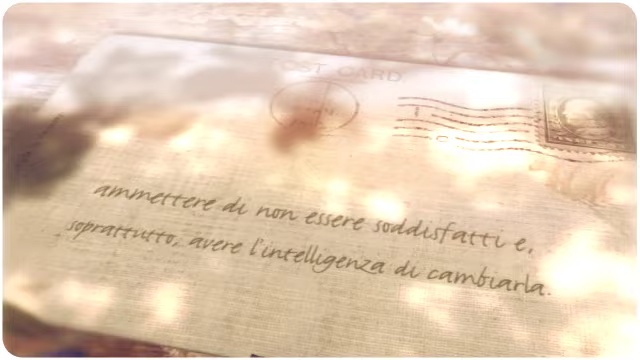 POST CARD
ammettere di non essere soddisfatti e,
soprattutto, avere l'intelligenza di cambiarla.